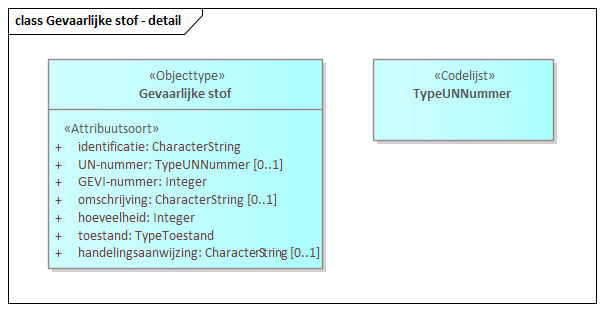 class Gevaarlijke stof - detail
«Objecttype»
Gevaarlijke stof
«Attribuutsoort»
+ identificatie: CharacterString
+ UN-nummer: TypeUNNummer [0..1]
+ GEVI-nummer: Integer
+ omschrijving: CharacterString [0..1]
+ hoeveelheid: Integer
+ toestand: TypeToestand
+ handelingsaanwijzing: CharacterString [0..1]
«Codelijst»
TypeUNNummer